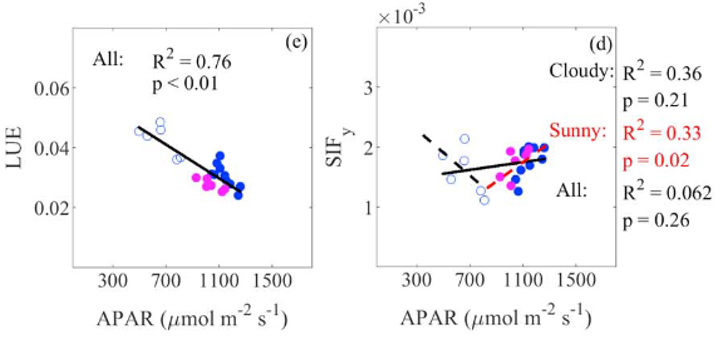 (e)
All: R² = 0.76
p < 0.01
LUE
0.06
0.04
0.02
300 700 1100 1500
APAR (μmol m⁻² s⁻¹)
×10⁻³
(d)
Cloudy: R² = 0.36
p = 0.21
Sunny: R² = 0.33
p = 0.02
All: R² = 0.062
p = 0.26
SIFy
3
2
1
300 700 1100 1500
APAR (μmol m⁻² s⁻¹)